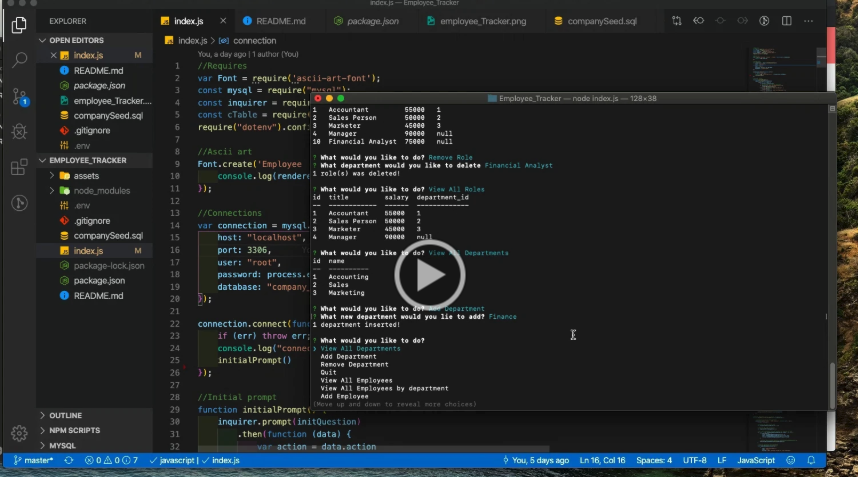 index.js — Employee_Tracker
EXPLORER
index.js
README.md
package.json
employee_Tracker.png
companySeed.sql
OPEN EDITORS
index.js M
README.md
package.json
employee_Tracker....
companySeed.sql
.gitignore
.env
EMPLOYEE_TRACKER
assets
node_modules
.env
.gitignore
companySeed.sql
index.js M
package-lock.json
package.json
README.md
OUTLINE
NPM SCRIPTS
MYSQL
index.js > connection
You, a day ago | 1 author (You)
1 //Requires
2 var Font = require('ascii-art-font');
3 const mysql = require("mysql");
4 const inquirer = requi
5 const cTable = require
6 require("dotenv").conf
7
8 //Ascii art
9 Font.create('Employee
10 console.log(render
11 });
12
13 //Connections
14 var connection = mysql
15 host: "localhost",
16 port: 3306,
17 user: "root",
18 password: process.e
19 database: "company_
20 });
21
22 connection.connect(func
23 if (err) throw err;
24 console.log("connec
25 initialPrompt()
26 });
27
28 //Initial prompt
29 function initialPrompt() {
30 inquirer.prompt(initQuestion)
31 .then(function (data) {
32 var action = data.action
Employee_Tracker — node index.js — 128×38
1 Accountant 55000 1
2 Sales Person 50000 2
3 Marketer 45000 3
4 Manager 90000 null
10 Financial Analyst 75000 null
? What would you like to do? Remove Role
? What department would you like to delete Financial Analyst
1 role(s) was deleted!
? What would you like to do? View All Roles
id title salary department_id
1 Accountant 55000 1
2 Sales Person 50000 2
3 Marketer 45000 3
4 Manager 90000 null
? What would you like to do? View All Departments
id name
1 Accounting
2 Sales
3 Marketing
? What would you like to do? Add Department
? What new department would you lie to add? Finance
1 department inserted!
? What would you like to do?
> View All Departments
Add Department
Remove Department
Quit
View All Employees
View All Employees by department
Add Employee
(Move up and down to reveal more choices)
1
master*
0 0 7
javascript | index.js
You, 5 days ago
Ln 16, Col 16
Spaces: 4
UTF-8
LF
JavaScript